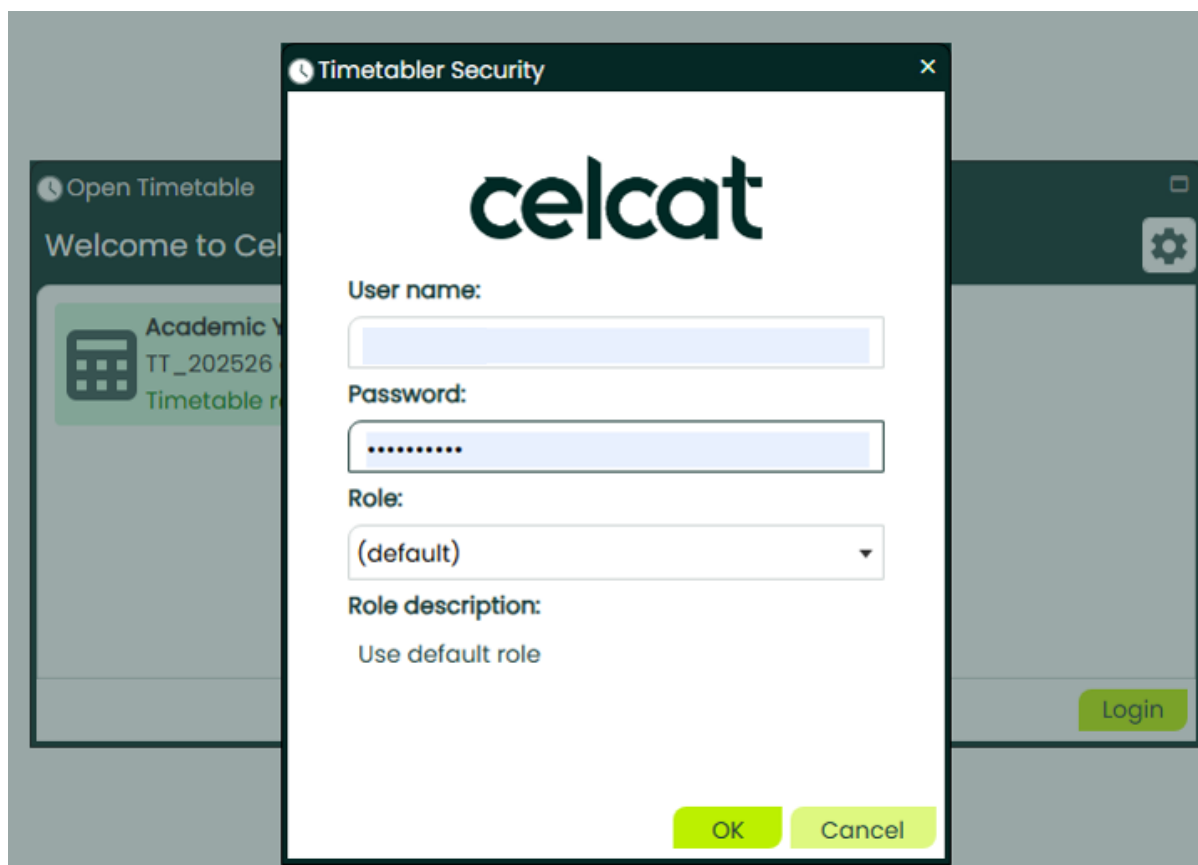 Timetabler Security
Open Timetable
Welcome to Cel
celcat
Academic Y
TT_202526
Timetable r
User name:
Password:
••••••••••
Role:
(default)
Role description:
Use default role
Login
OK
Cancel